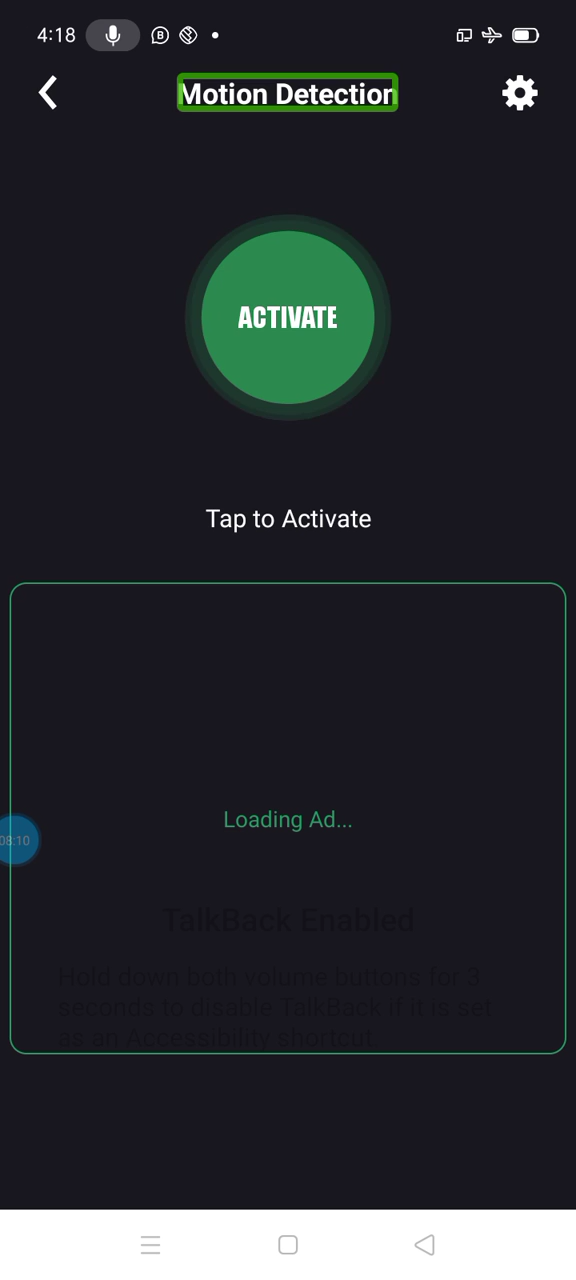 4:18
Motion Detection
ACTIVATE
Tap to Activate
Loading Ad...
08:10
TalkBack Enabled
Hold down both volume buttons for 3
seconds to disable TalkBack if it is set
as an Accessibility shortcut.